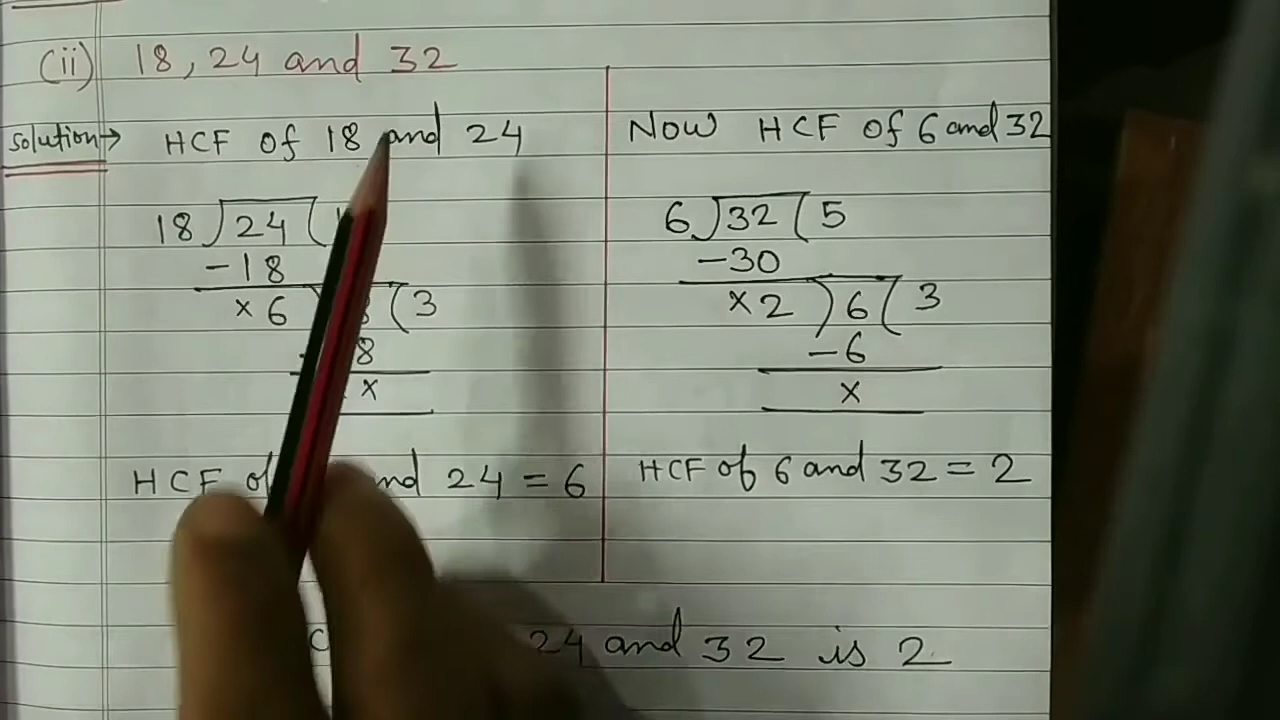 (ii) 18, 24 and 32
Solution→ HCF of 18 and 24
18 ) 24 (
-18
× 6 ( 3
8
×
HCF of and 24 = 6
Now HCF of 6 and 32
6 ) 32 ( 5
-30
× 2 ) 6 ( 3
-6
×
HCF of 6 and 32 = 2
24 and 32 is 2